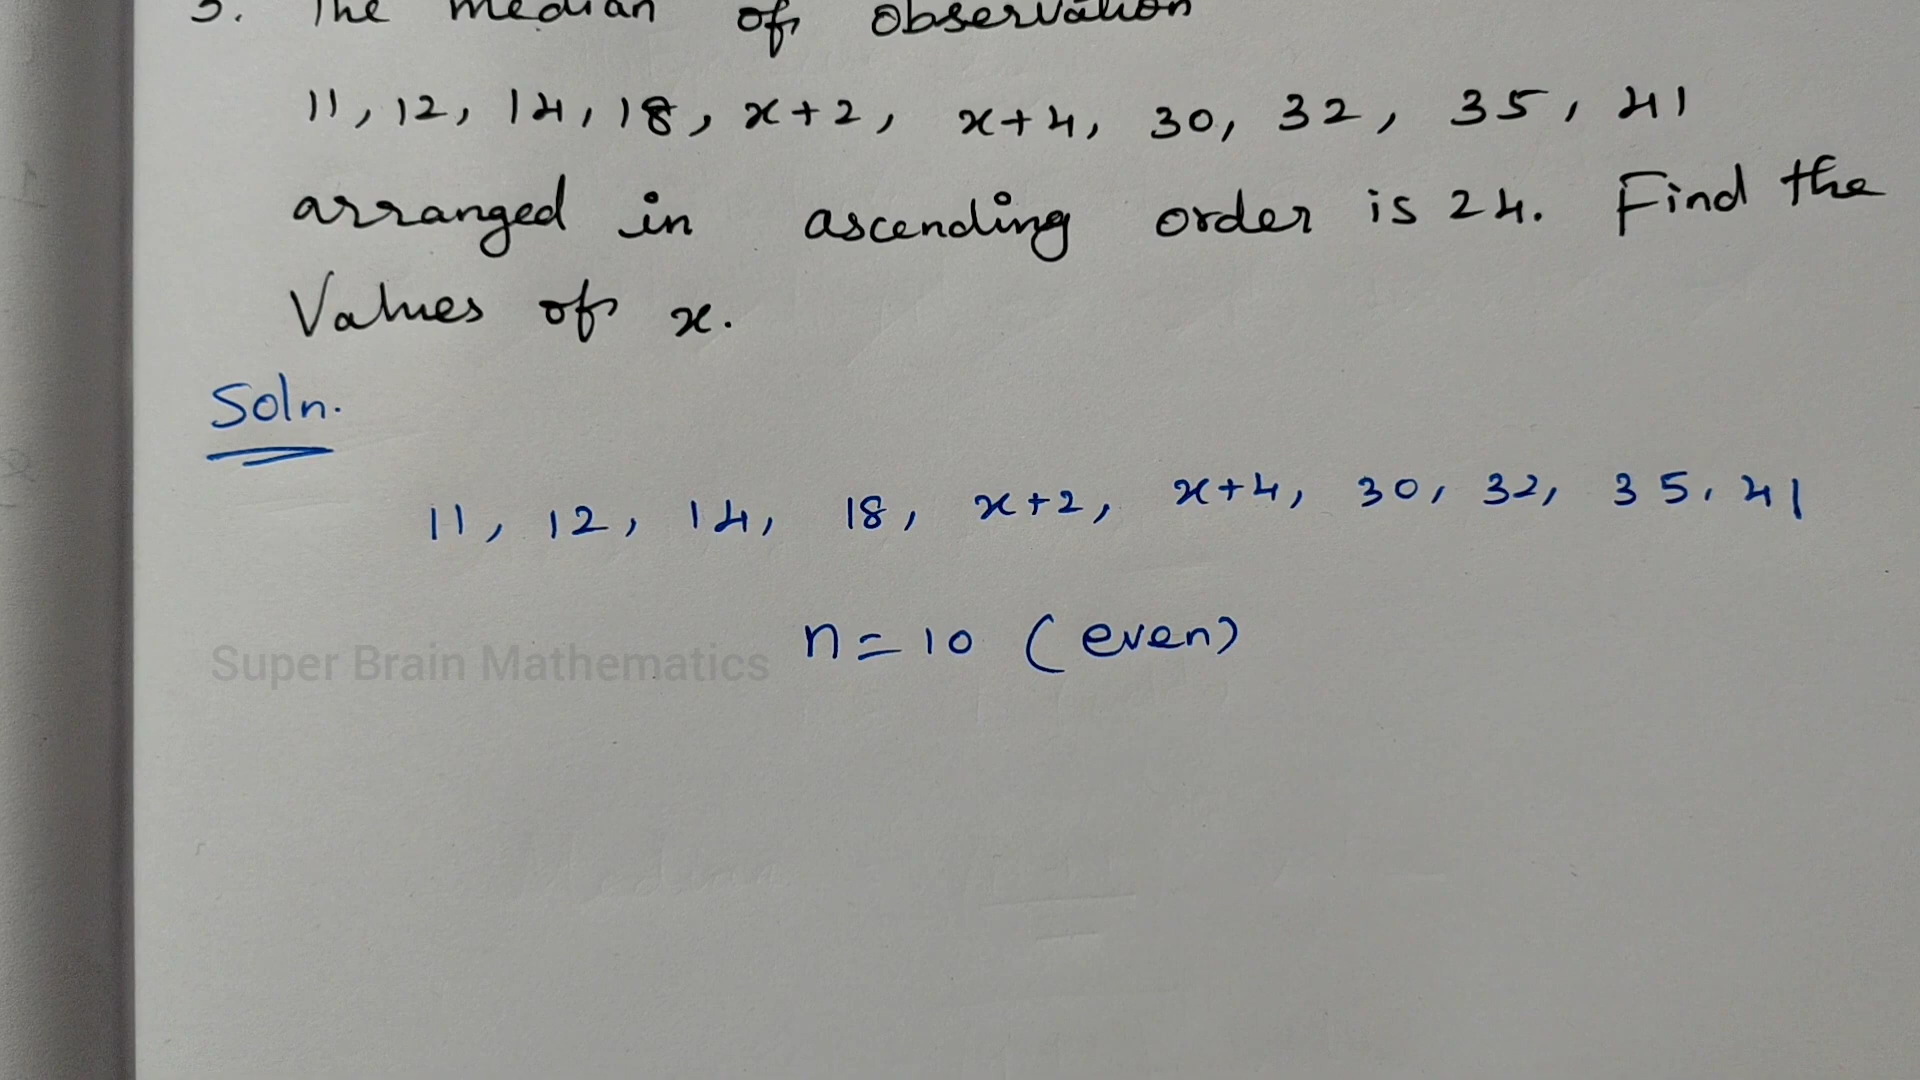 3. The median of observation
11, 12, 14, 18, x+2, x+4, 30, 32, 35, 41
arranged in ascending order is 24. Find the
Values of x.
Soln.
11, 12, 14, 18, x+2, x+4, 30, 32, 35, 41
n=10 (even)
Super Brain Mathematics